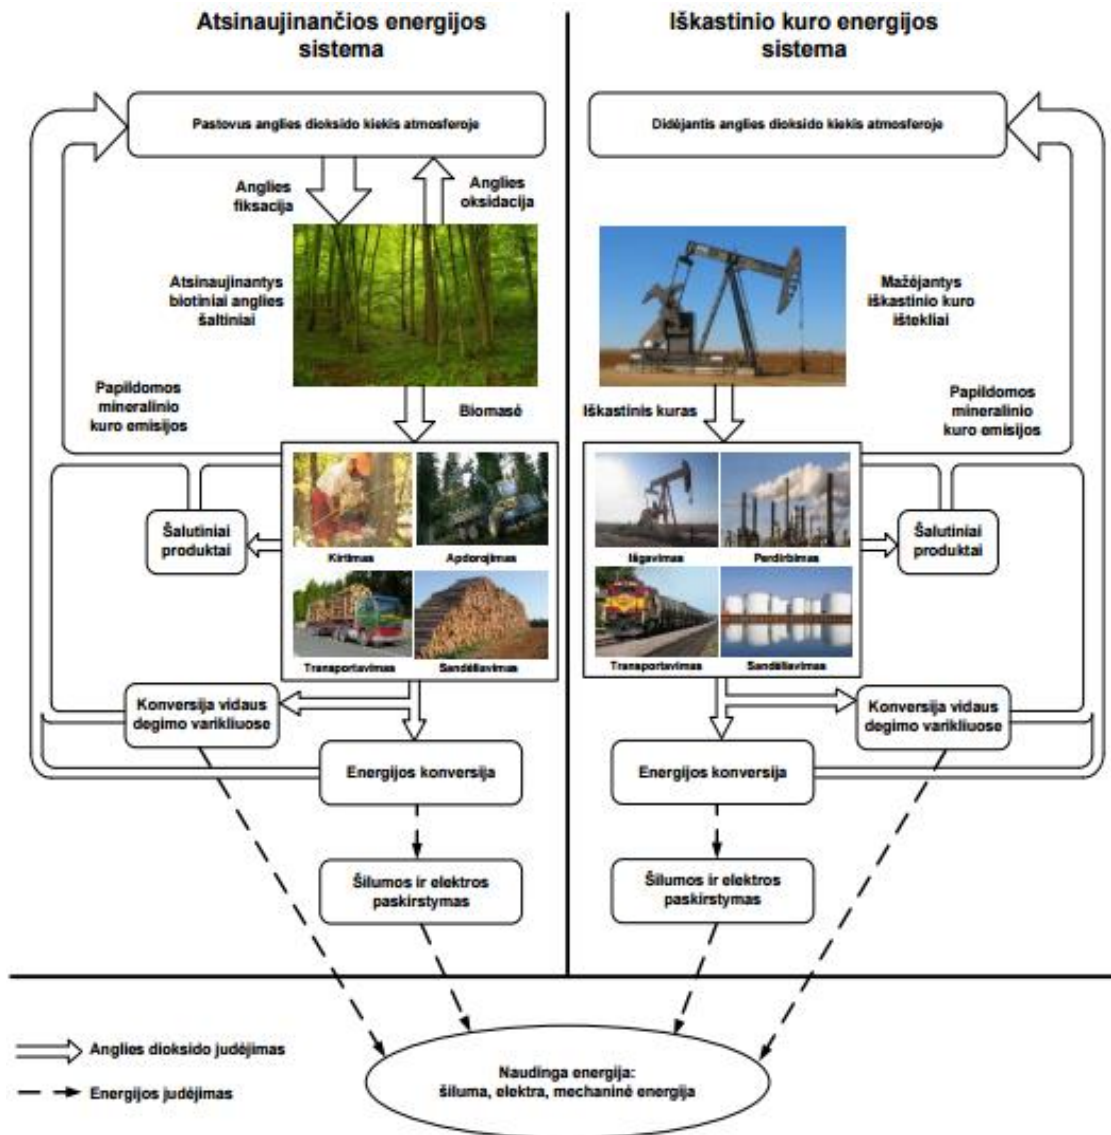 Atsinaujinančios energijos
sistema
Iškastinio kuro energijos
sistema
Pastovus anglies dioksido kiekis atmosferoje
Didėjantis anglies dioksido kiekis atmosferoje
Anglies
fiksacija
Anglies
oksidacija
Atsinaujinantys
biotiniai anglies
šaltiniai
Mažėjantys
iškastinio kuro
ištekliai
Papildomos
mineralinio
kuro emisijos
Biomasė
Iškastinis kuras
Papildomos
mineralinio
kuro emisijos
Šalutiniai
produktai
Kirtimas
Apdorojimas
Transportavimas
Sandėliavimas
Išgavimas
Perdirbimas
Transportavimas
Sandėliavimas
Šalutiniai
produktai
Konversija vidaus
degimo varikliuose
Konversija vidaus
degimo varikliuose
Energijos konversija
Energijos konversija
Šilumos ir elektros
paskirstymas
Šilumos ir elektros
paskirstymas
Anglies dioksido judėjimas
Energijos judėjimas
Naudinga energija:
šiluma, elektra, mechaninė energija